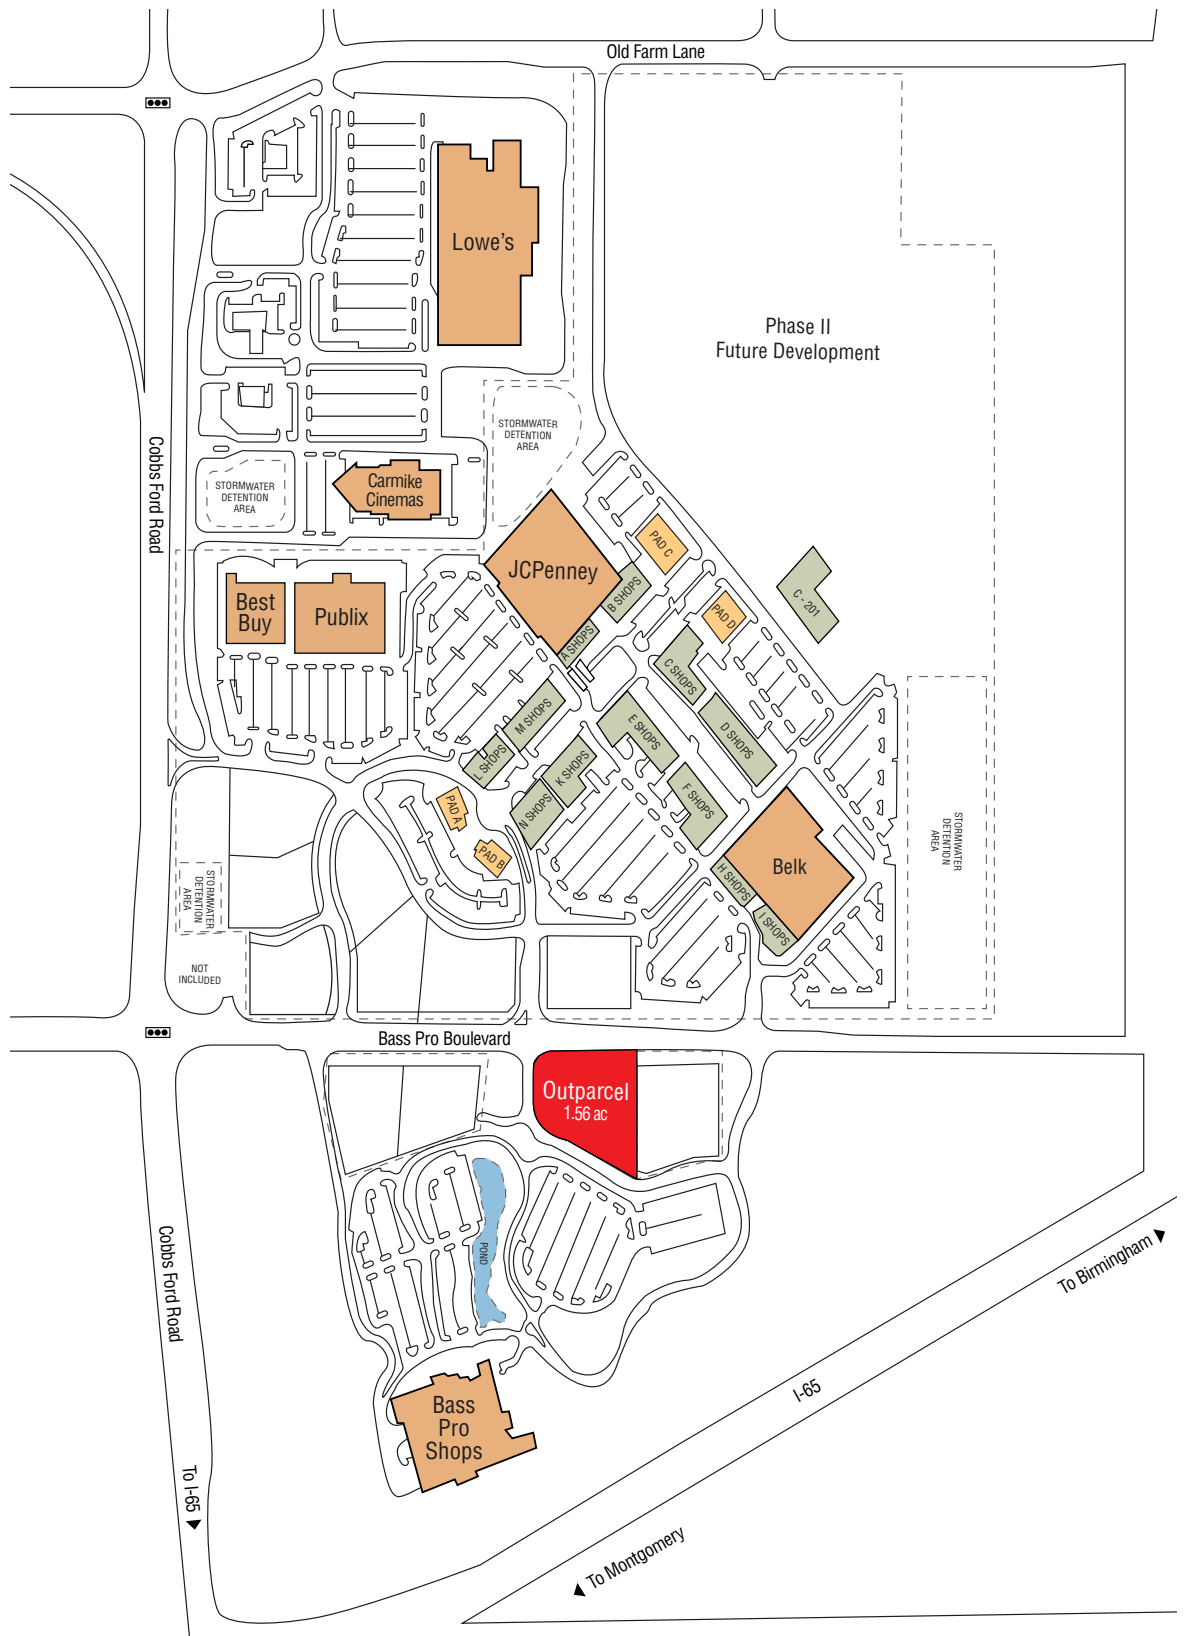 Old Farm Lane
Lowe's
Phase II
Future Development
STORMWATER
DETENTION
AREA
Cobbs Ford Road
STORMWATER
DETENTION
AREA
Carmike
Cinemas
JCPenney
PAD C
B SHOPS
C - 201
Best
Buy
Publix
PAD D
A SHOPS
C SHOPS
M SHOPS
E SHOPS
D SHOPS
L SHOPS
K SHOPS
PAD A
N SHOPS
F SHOPS
PAD B
Belk
H SHOPS
I SHOPS
STORMWATER
DETENTION
AREA
STORMWATER
DETENTION
AREA
NOT
INCLUDED
Bass Pro Boulevard
Outparcel
1.56 ac
POND
Cobbs Ford Road
To Birmingham
I-65
Bass
Pro
Shops
To I-65
To Montgomery